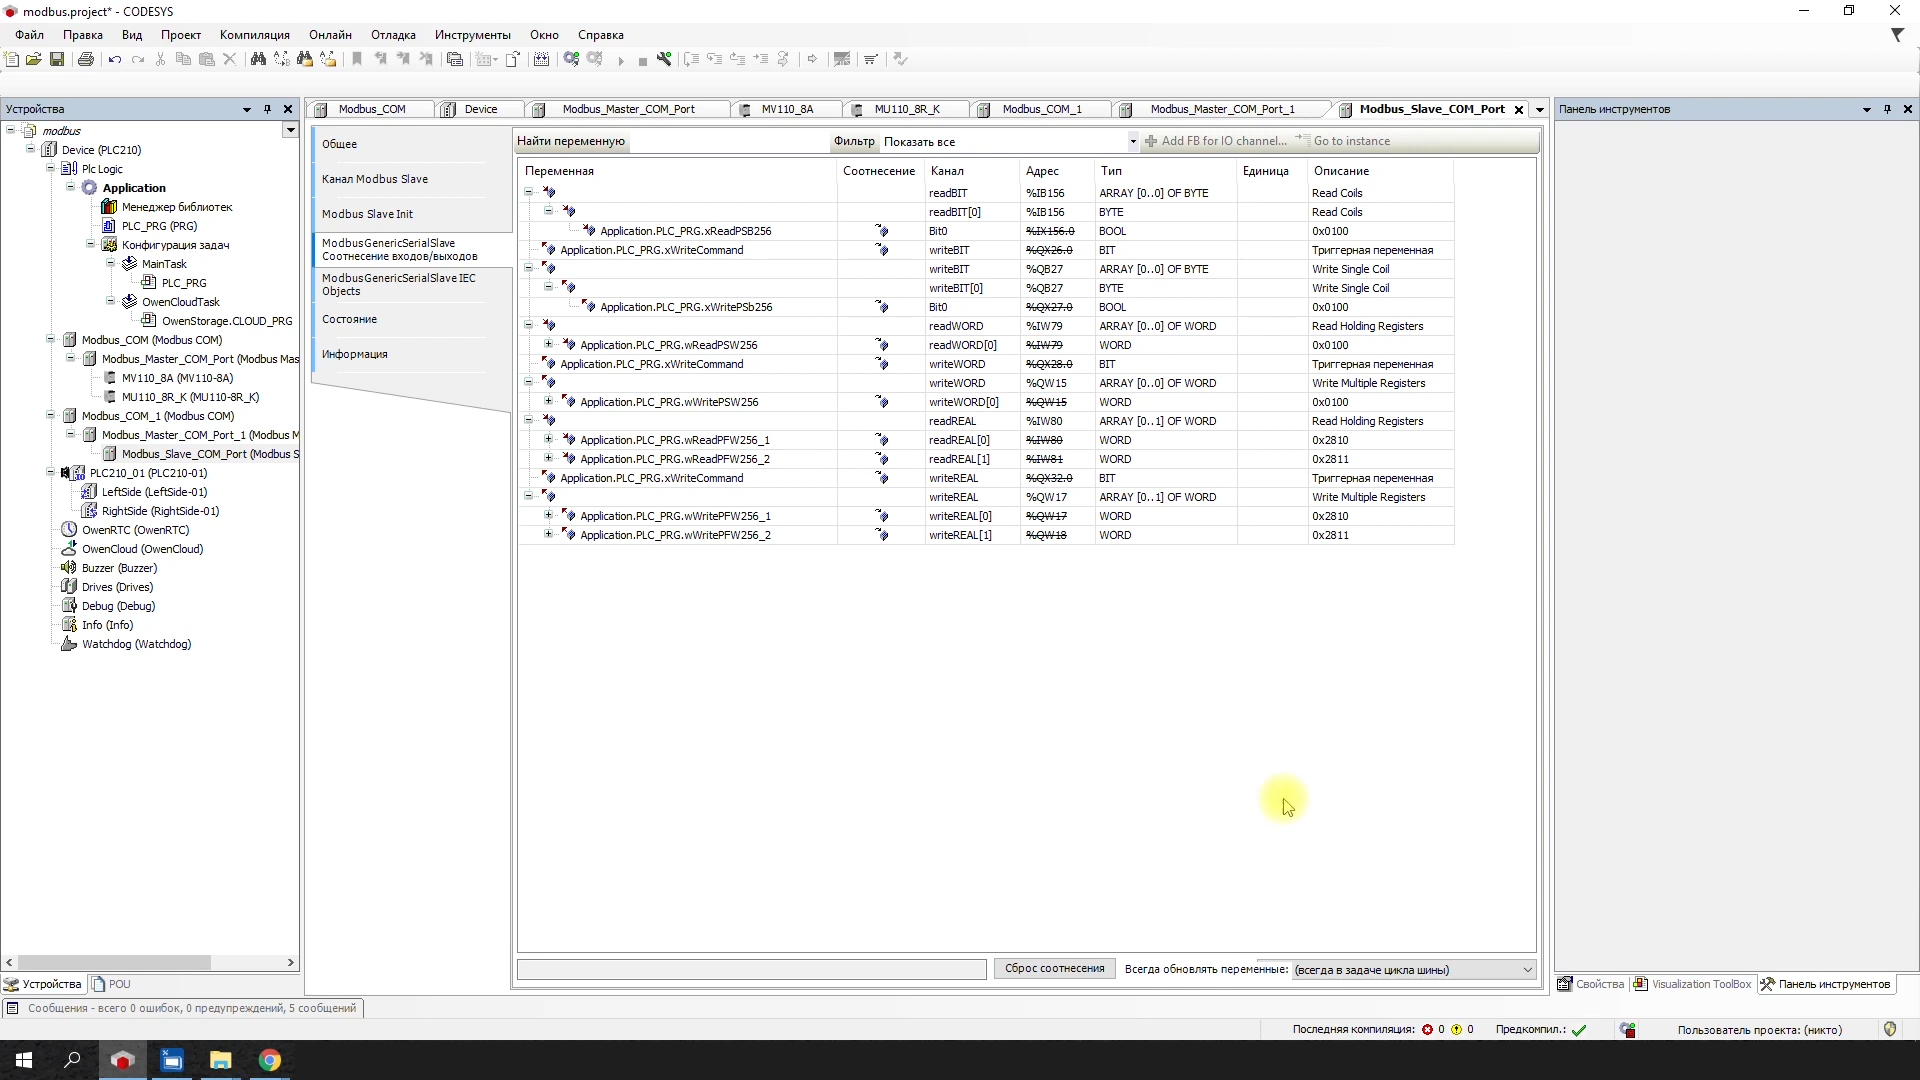 modbus.project* - CODESYS
Файл Правка Вид Проект Компиляция Онлайн Отладка Инструменты Окно Справка
Устройства
modbus
Device (PLC210)
Plc Logic
Application
Менеджер библиотек
PLC_PRG (PRG)
Конфигурация задач
MainTask
PLC_PRG
OwenCloudTask
OwenStorage.CLOUD_PRG
Modbus_COM (Modbus COM)
Modbus_Master_COM_Port (Modbus Mas
MV110_8A (MV110-8A)
MU110_8R_K (MU110-8R_K)
Modbus_COM_1 (Modbus COM)
Modbus_Master_COM_Port_1 (Modbus M
Modbus_Slave_COM_Port (Modbus S
PLC210_01 (PLC210-01)
LeftSide (LeftSide-01)
RightSide (RightSide-01)
OwenRTC (OwenRTC)
OwenCloud (OwenCloud)
Buzzer (Buzzer)
Drives (Drives)
Debug (Debug)
Info (Info)
Watchdog (Watchdog)
Устройства POU
Modbus_COM Device Modbus_Master_COM_Port MV110_8A MU110_8R_K Modbus_COM_1 Modbus_Master_COM_Port_1 Modbus_Slave_COM_Port
Общее
Канал Modbus Slave
Modbus Slave Init
ModbusGenericSerialSlave
Соотнесение входов/выходов
ModbusGenericSerialSlave IEC
Objects
Состояние
Информация
Найти переменную Фильтр Показать все Add FB for IO channel... Go to instance
Переменная Соотнесение Канал Адрес Тип Единица Описание
readBIT %IB156 ARRAY [0..0] OF BYTE Read Coils
readBIT[0] %IB156 BYTE Read Coils
Application.PLC_PRG.xReadPSB256 Bit0 %IX156.0 BOOL 0x0100
Application.PLC_PRG.xWriteCommand writeBIT %QX26.0 BIT Триггерная переменная
writeBIT %QB27 ARRAY [0..0] OF BYTE Write Single Coil
writeBIT[0] %QB27 BYTE Write Single Coil
Application.PLC_PRG.xWritePSb256 Bit0 %QX27.0 BOOL 0x0100
readWORD %IW79 ARRAY [0..0] OF WORD Read Holding Registers
Application.PLC_PRG.wReadPSW256 readWORD[0] %IW79 WORD 0x0100
Application.PLC_PRG.xWriteCommand writeWORD %QX28.0 BIT Триггерная переменная
writeWORD %QW15 ARRAY [0..0] OF WORD Write Multiple Registers
Application.PLC_PRG.wWritePSW256 writeWORD[0] %QW15 WORD 0x0100
readREAL %IW80 ARRAY [0..1] OF WORD Read Holding Registers
Application.PLC_PRG.wReadPFW256_1 readREAL[0] %IW80 WORD 0x2810
Application.PLC_PRG.wReadPFW256_2 readREAL[1] %IW81 WORD 0x2811
Application.PLC_PRG.xWriteCommand writeREAL %QX32.0 BIT Триггерная переменная
writeREAL %QW17 ARRAY [0..1] OF WORD Write Multiple Registers
Application.PLC_PRG.wWritePFW256_1 writeREAL[0] %QW17 WORD 0x2810
Application.PLC_PRG.wWritePFW256_2 writeREAL[1] %QW18 WORD 0x2811
Сброс соотнесения Всегда обновлять переменные: (всегда в задаче цикла шины)
Панель инструментов
Свойства Visualization ToolBox Панель инструментов
Сообщения - всего 0 ошибок, 0 предупреждений, 5 сообщений
Последняя компиляция: 0 0 Предкомпил.: Пользователь проекта: (никто)